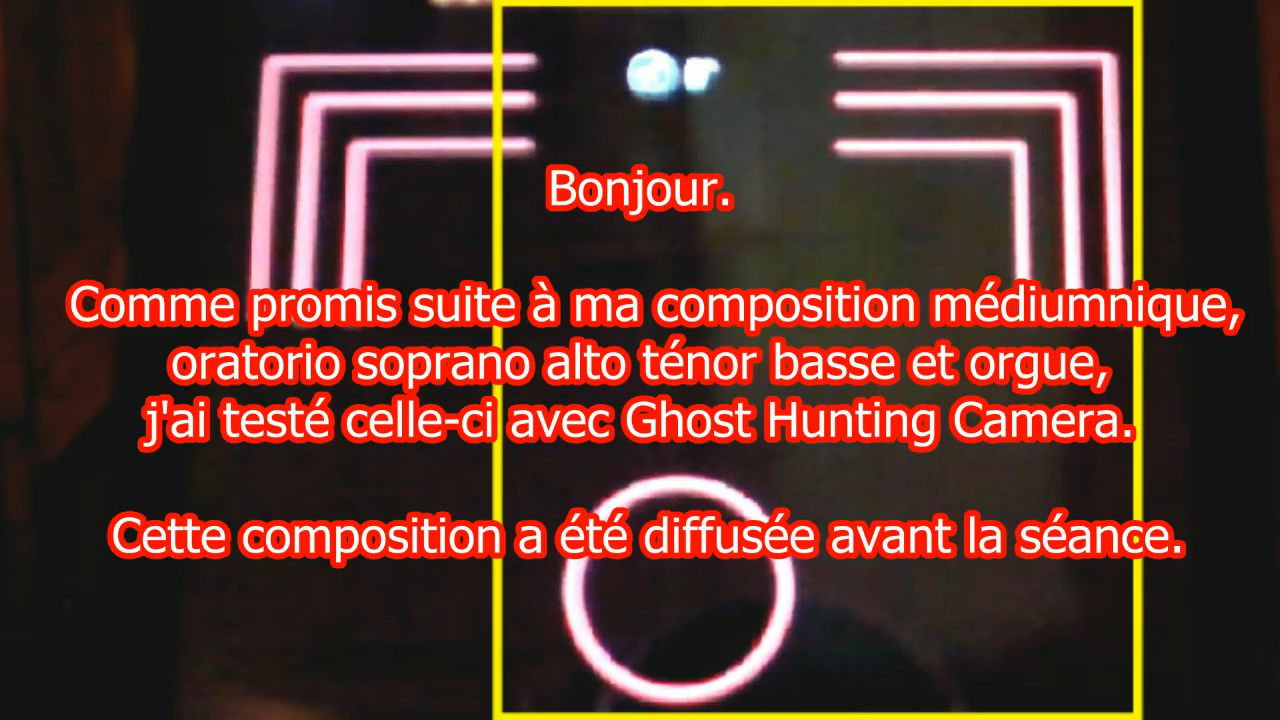 Bonjour.
Comme promis suite à ma composition médiumnique,
oratorio soprano alto ténor basse et orgue,
j'ai testé celle-ci avec Ghost Hunting Camera.
Cette composition a été diffusée avant la séance.